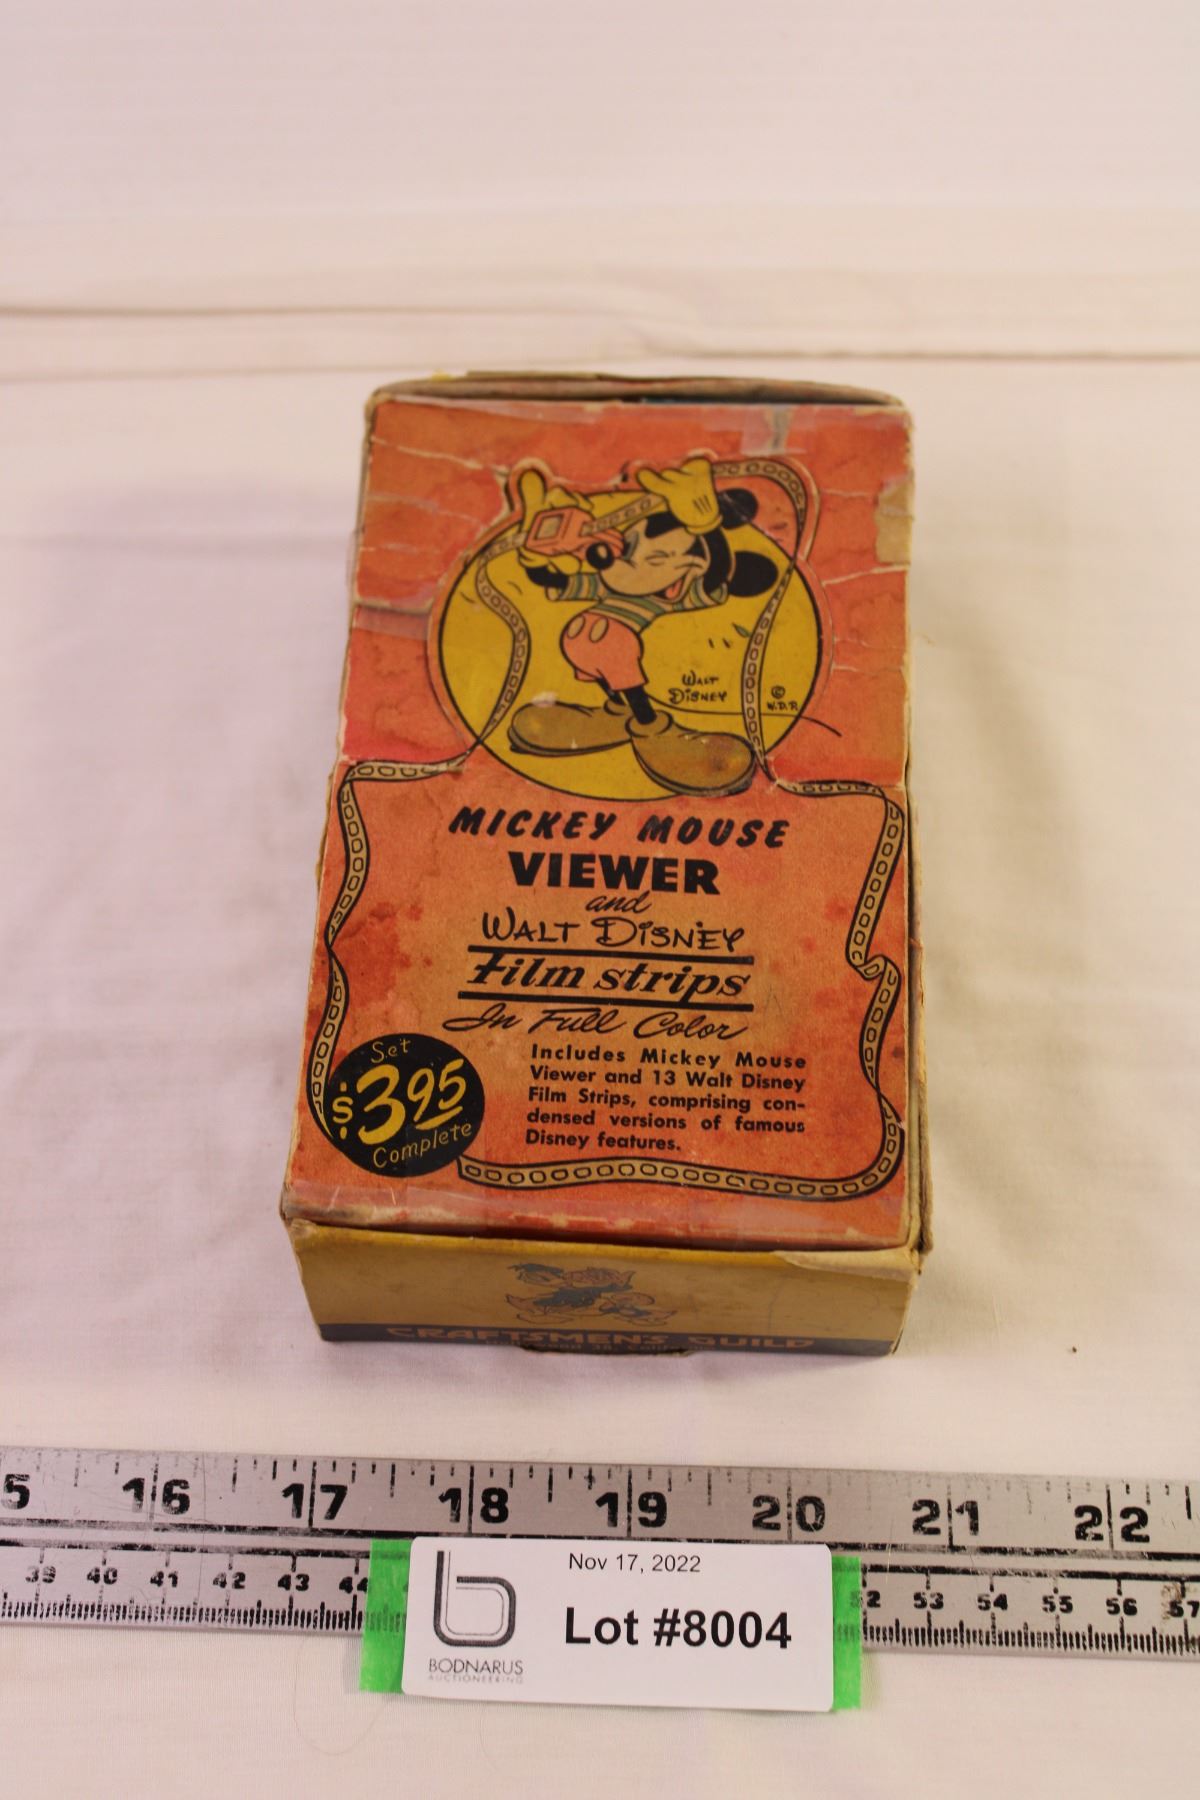 Walt
Disney
©
W.D.P.
MICKEY MOUSE
VIEWER
and
WALT DISNEY
Film strips
In Full Color
Set
$3.95
Complete
Includes Mickey Mouse
Viewer and 13 Walt Disney
Film Strips, comprising con-
densed versions of famous
Disney features.
CRAFTSMEN'S GUILD
5 16 17 18 19 20 21 22
39 40 41 42 43 44 52 53 54 55 56 57
Nov 17, 2022
Lot #8004
BODNARUS
AUCTIONEERING